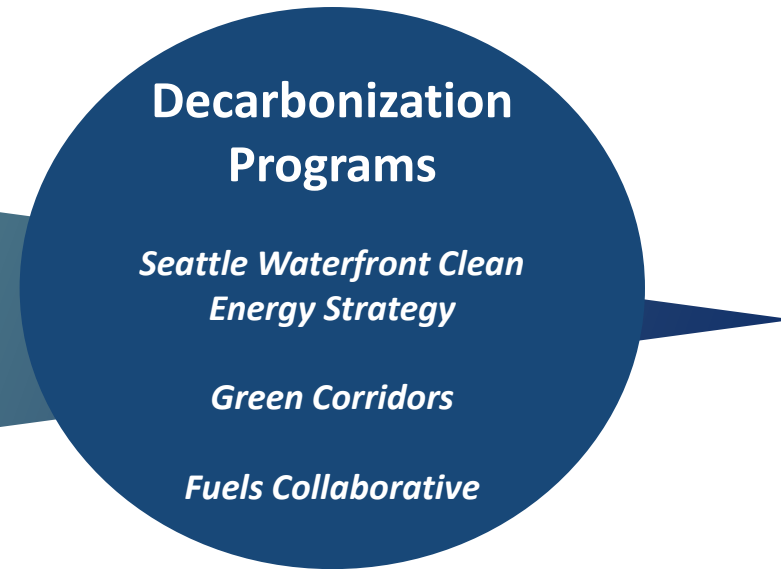 Decarbonization
Programs
Seattle Waterfront Clean
Energy Strategy
Green Corridors
Fuels Collaborative